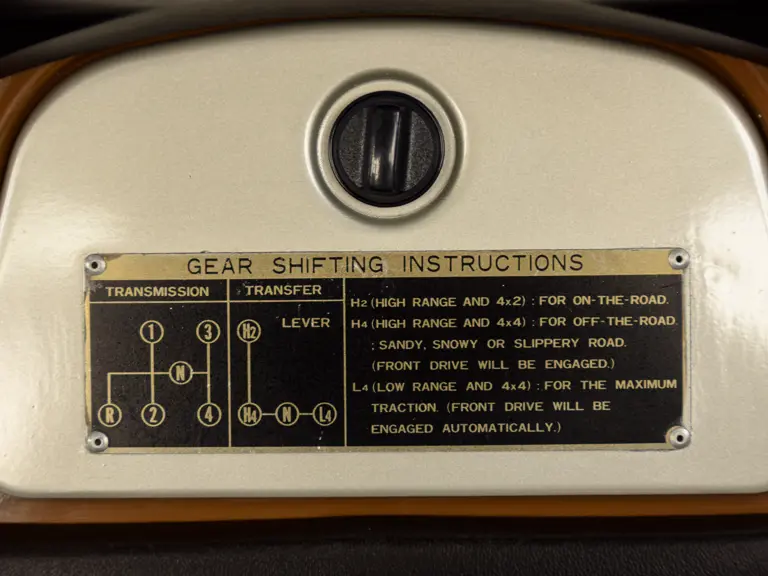 GEAR SHIFTING INSTRUCTIONS
TRANSMISSION
1 3
N
R 2 4
TRANSFER
LEVER
H2
H4 N L4
H2 (HIGH RANGE AND 4x2) : FOR ON-THE-ROAD.
H4 (HIGH RANGE AND 4x4) : FOR OFF-THE-ROAD.
; SANDY, SNOWY OR SLIPPERY ROAD.
(FRONT DRIVE WILL BE ENGAGED.)
L4 (LOW RANGE AND 4x4) : FOR THE MAXIMUM
TRACTION. (FRONT DRIVE WILL BE
ENGAGED AUTOMATICALLY.)